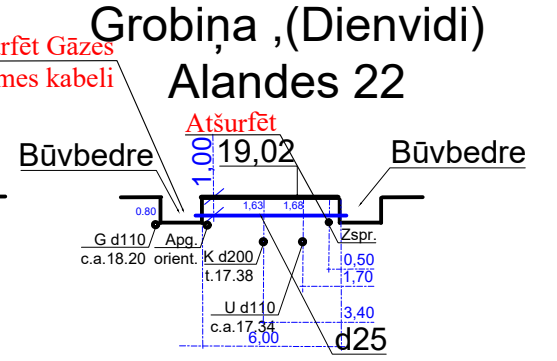 Grobiņa ,(Dienvidi)
Alandes 22
rfēt Gāzes
mes kabeli
Atšurfēt
Būvbedre
1,00
19,02
Būvbedre
0.80
1,63
1,68
G d110
c.a.18.20
Apg.
orient.
K d200
t.17.38
Zspr.
0,50
1,70
U d110
c.a.17.34
3,40
6,00
d25